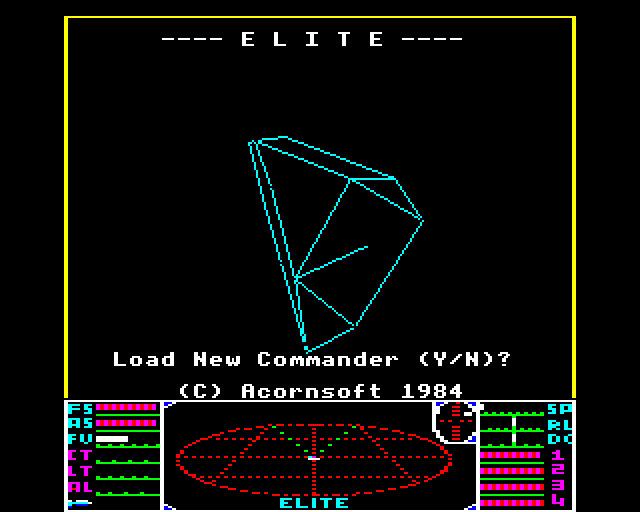 ---- E L I T E ----
Load New Commander (Y/N)?
(C) Acornsoft 1984
FS
AS
FU
CT
LT
AL
SP
RL
DC
1
2
3
4
ELITE